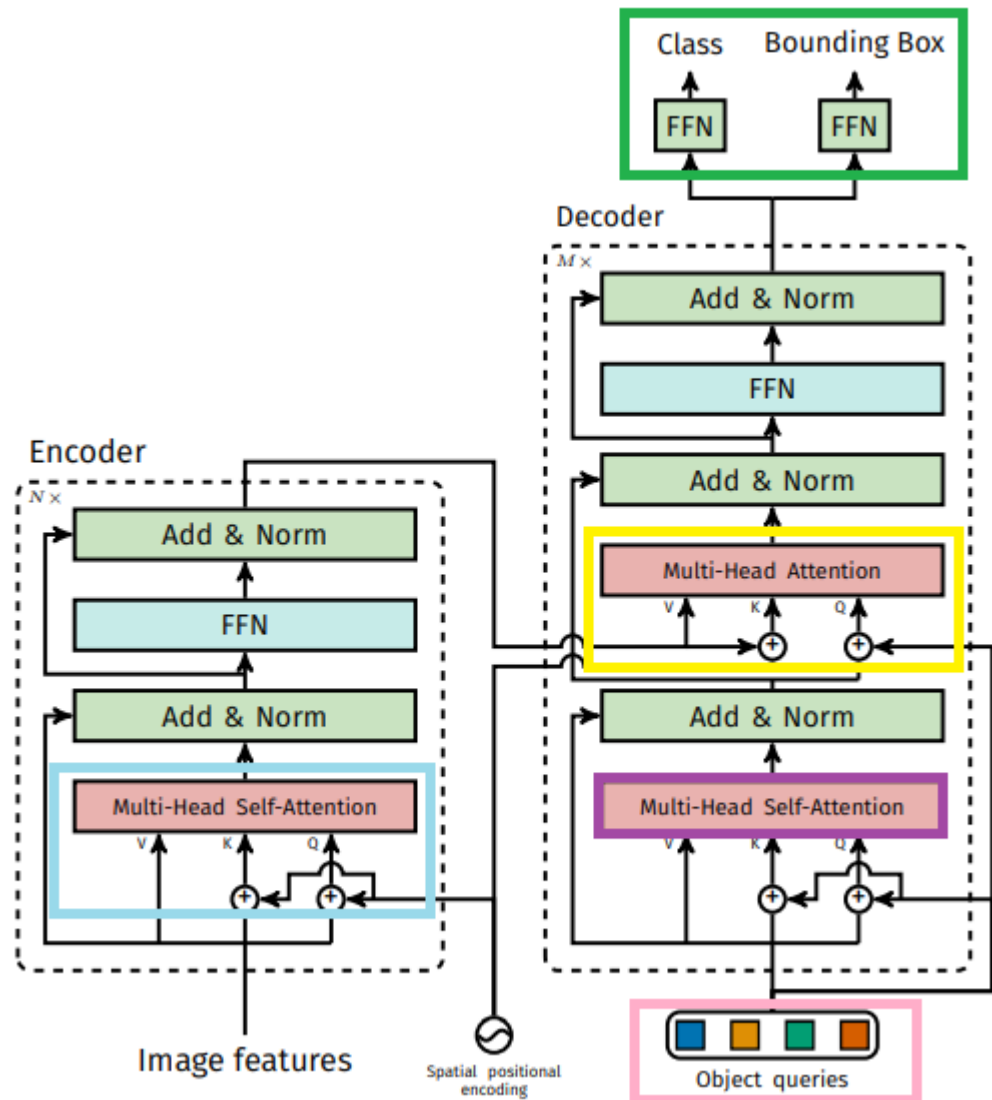 Class
Bounding Box
FFN
FFN
Decoder
M ×
Add & Norm
FFN
Add & Norm
Multi-Head Attention
V
K
Q
Add & Norm
Multi-Head Self-Attention
V
K
Q
Object queries
Encoder
N ×
Add & Norm
FFN
Add & Norm
Multi-Head Self-Attention
V
K
Q
Image features
Spatial positional
encoding